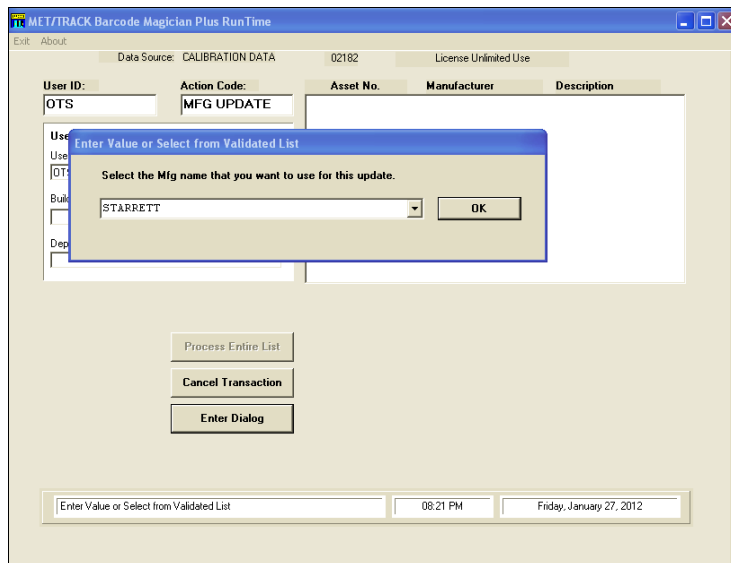 MET/TRACK Barcode Magician Plus RunTime
Exit About
Data Source: CALIBRATION DATA 02182 License Unlimited Use
User ID: Action Code: Asset No. Manufacturer Description
OTS MFG UPDATE
Enter Value or Select from Validated List
Select the Mfg name that you want to use for this update.
STARRETT OK
Process Entire List
Cancel Transaction
Enter Dialog
Enter Value or Select from Validated List 08:21 PM Friday, January 27, 2012